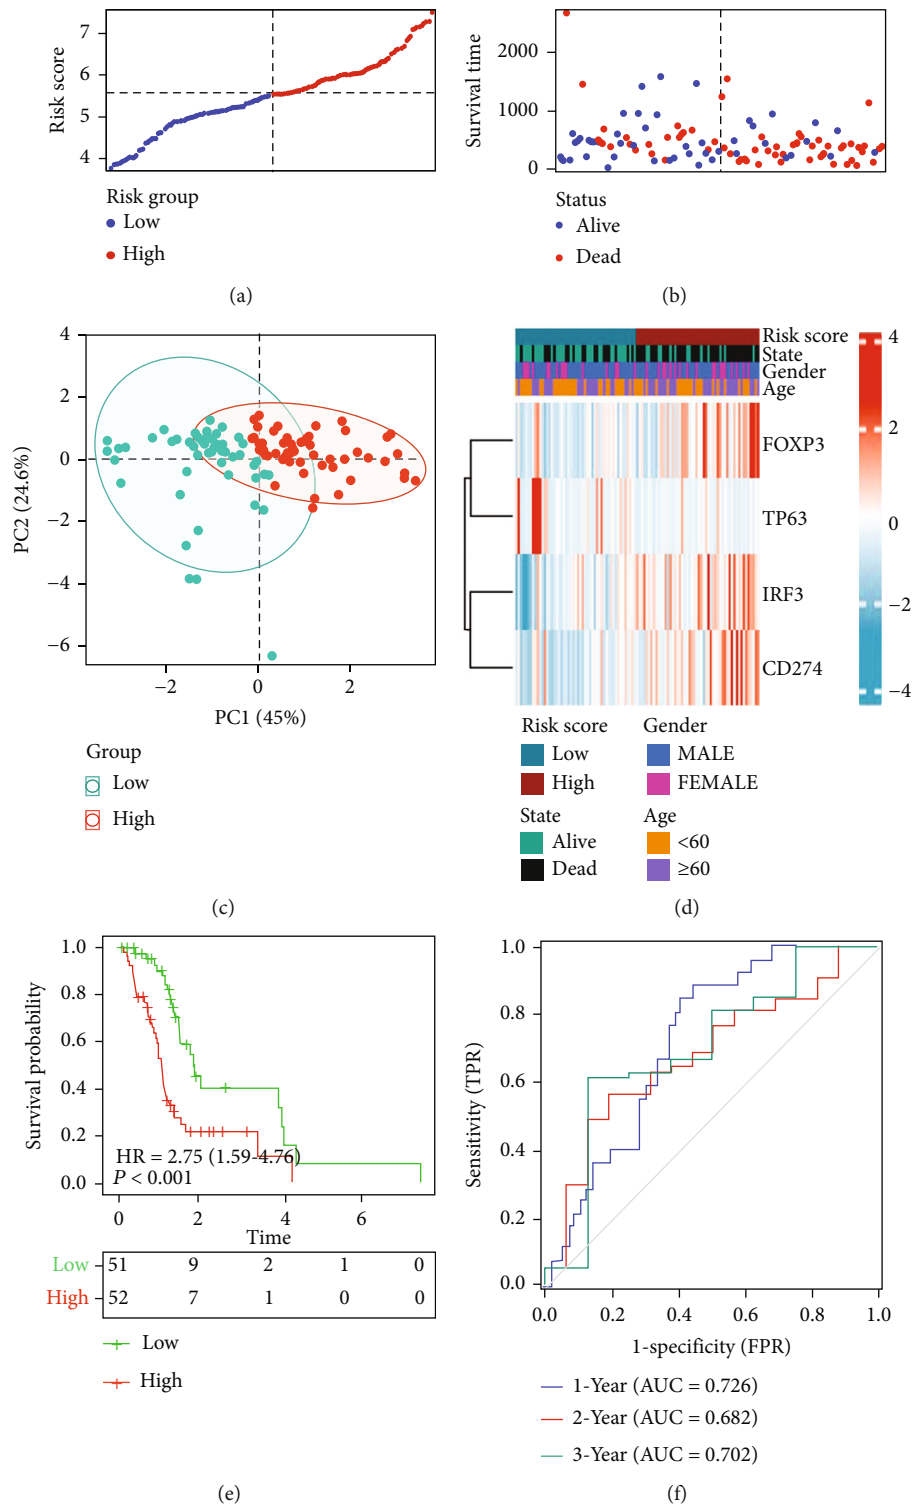 Risk score
7
6
5
4
Risk group
Low
High
(a)
Survival time
2000
1000
0
Status
Alive
Dead
(b)
PC2 (24.6%)
4
2
0
−2
−4
−6
−2
0
2
PC1 (45%)
Group
Low
High
(c)
Risk score
State
Gender
Age
FOXP3
TP63
IRF3
CD274
4
2
0
−2
−4
Risk score
Low
High
Gender
MALE
FEMALE
State
Alive
Dead
Age
<60
≥60
(d)
Survival probability
1.0
0.8
0.6
0.4
0.2
0.0
HR = 2.75 (1.59-4.76)
P < 0.001
0 2 4 6
Time
Low 51 9 2 1 0
High 52 7 1 0 0
Low
High
(e)
Sensitivity (TPR)
1.0
0.8
0.6
0.4
0.2
0.0
0.0 0.2 0.4 0.6 0.8 1.0
1-specificity (FPR)
1-Year (AUC = 0.726)
2-Year (AUC = 0.682)
3-Year (AUC = 0.702)
(f)